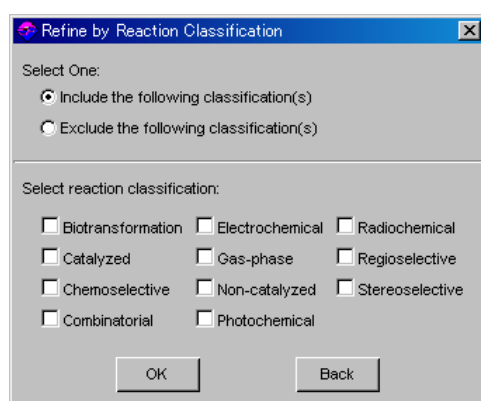 Refine by Reaction Classification
Select One:
Include the following classification(s)
Exclude the following classification(s)
Select reaction classification:
Biotransformation Electrochemical Radiochemical
Catalyzed Gas-phase Regioselective
Chemoselective Non-catalyzed Stereoselective
Combinatorial Photochemical
OK Back